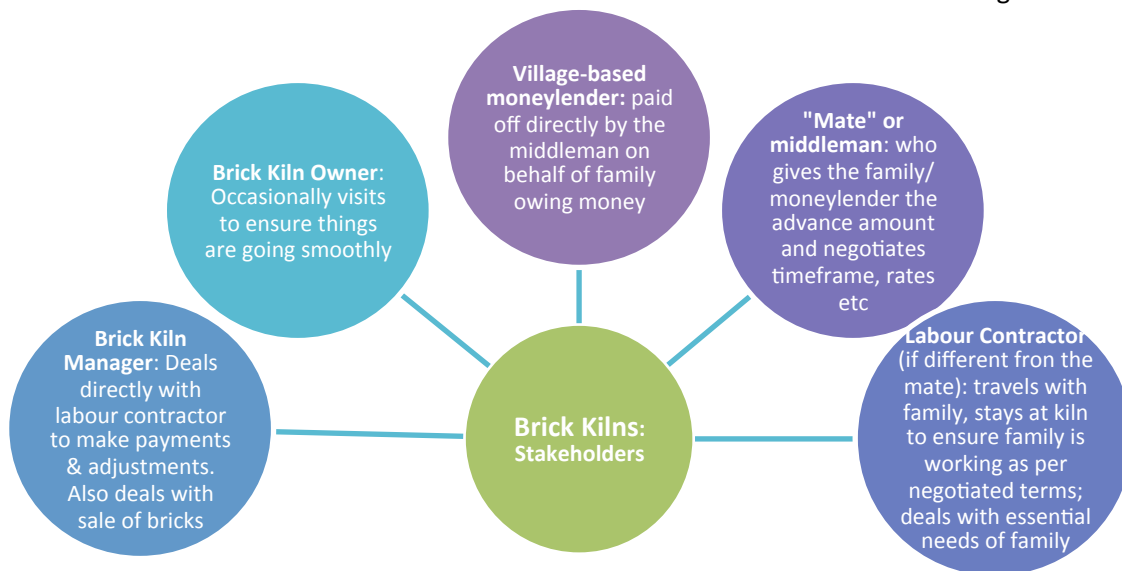 Village-based
moneylender: paid
off directly by the
middleman on
behalf of family
owing money
"Mate" or
middleman: who
gives the family/
moneylender the
advance amount
and negotiates
timeframe, rates
etc
Brick Kiln Owner:
Occasionally visits
to ensure things
are going smoothly
Brick Kiln
Manager: Deals
directly with
labour contractor
to make payments
& adjustments.
Also deals with
sale of bricks
Labour Contractor
(if different fron the
mate): travels with
family, stays at kiln
to ensure family is
working as per
negotiated terms;
deals with essential
needs of family
Brick Kilns:
Stakeholders